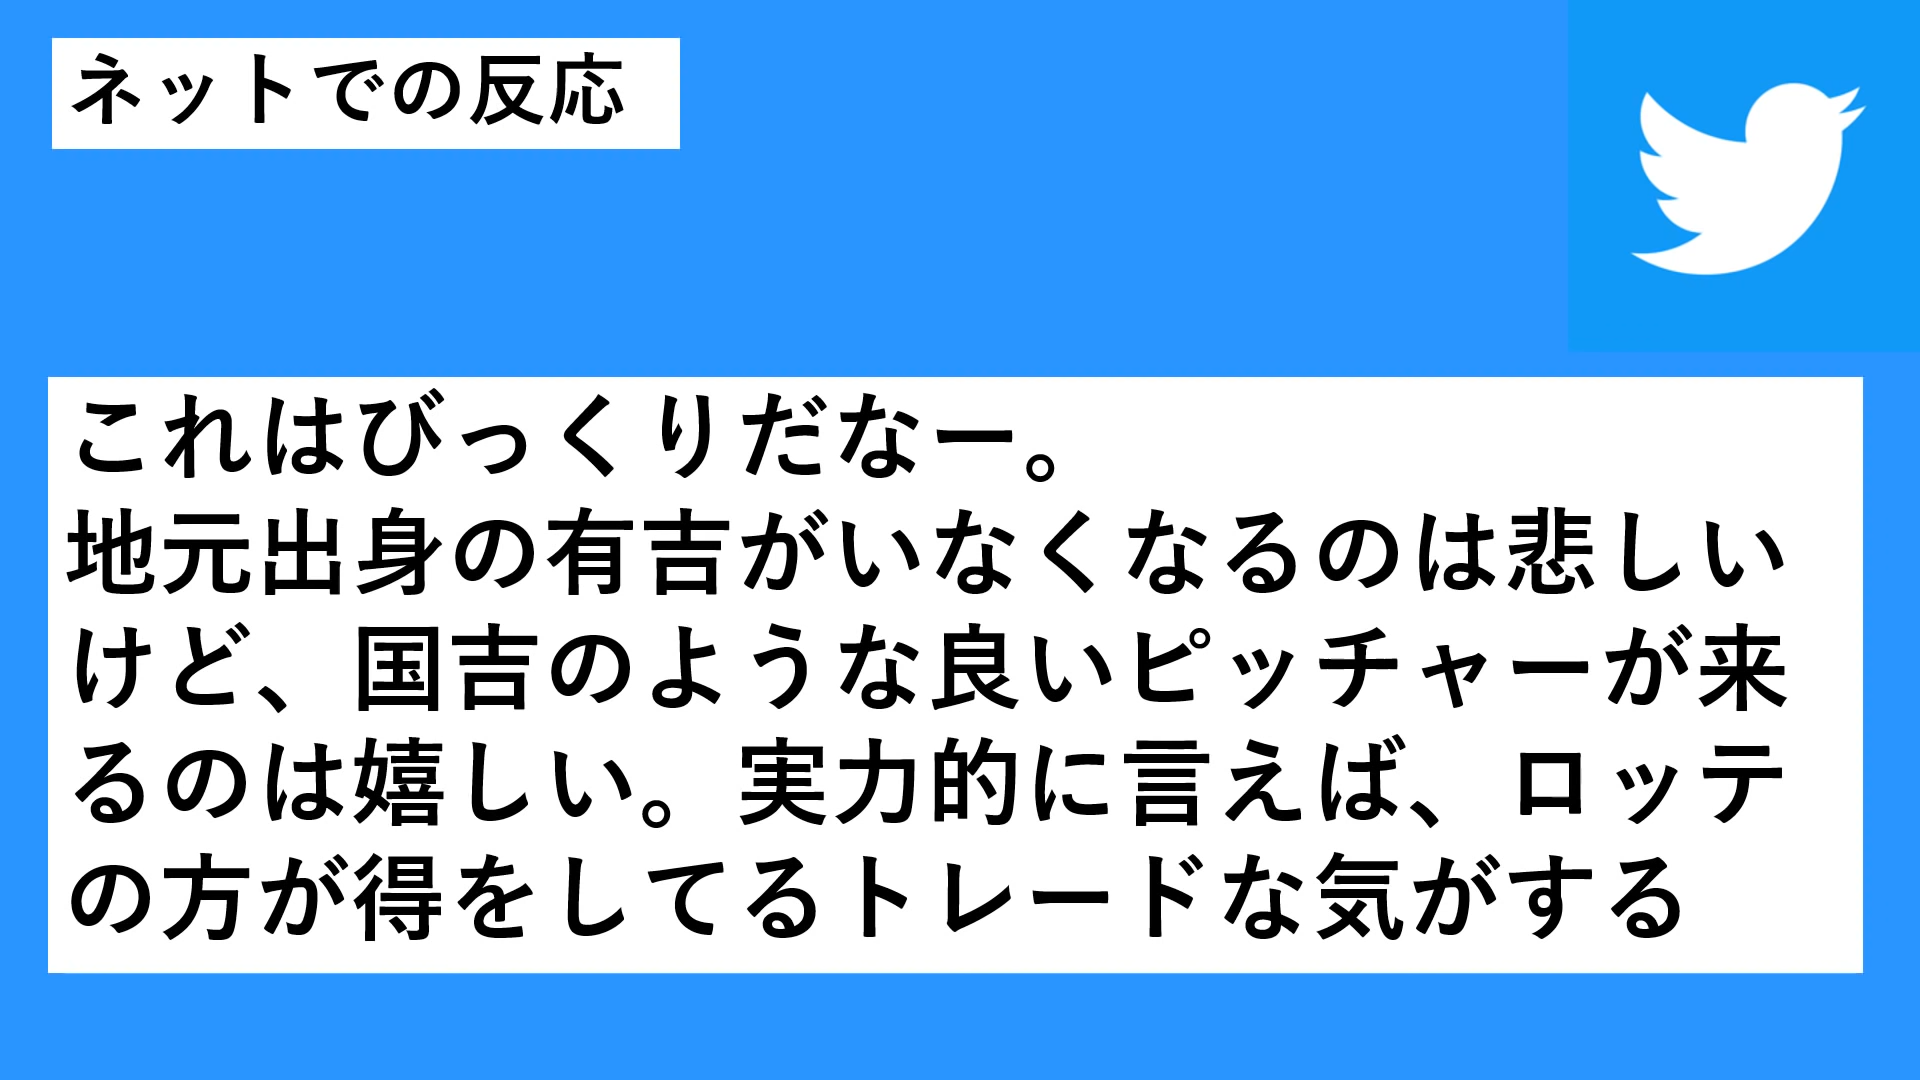 ネットでの反応
これはびっくりだなー。
地元出身の有吉がいなくなるのは悲しい
けど、国吉のような良いピッチャーが来
るのは嬉しい。実力的に言えば、ロッテ
の方が得をしてるトレードな気がする